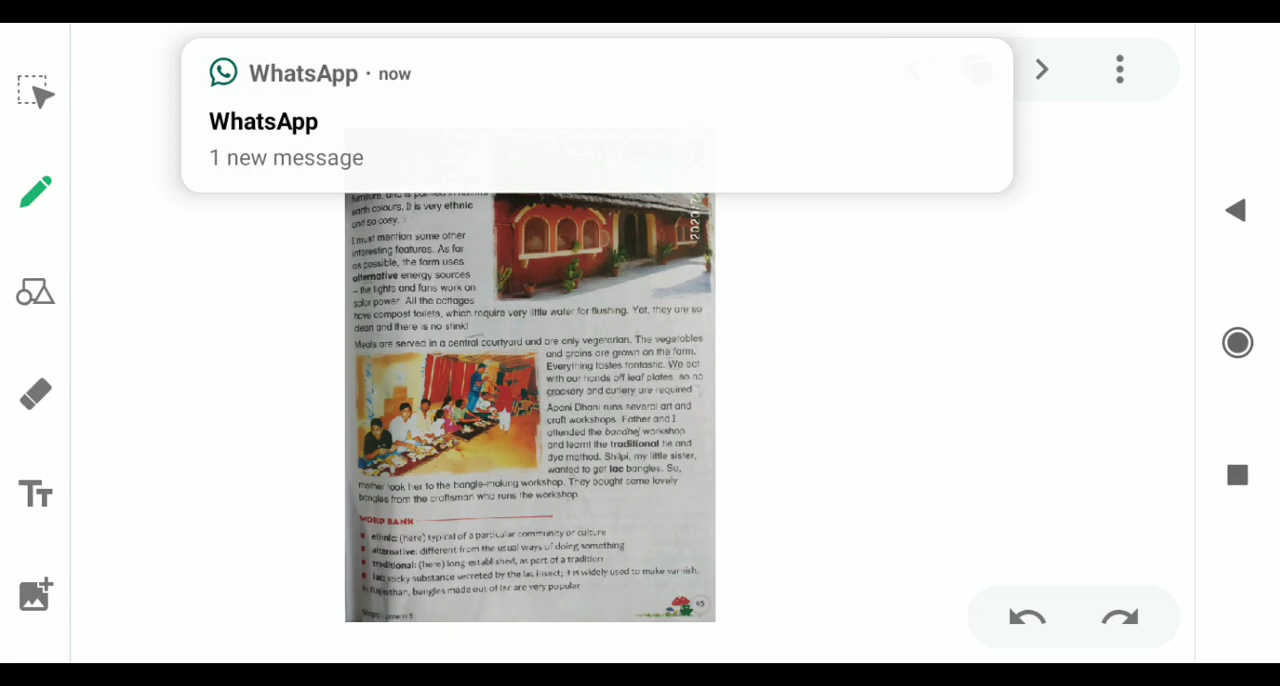 WhatsApp · now
WhatsApp
1 new message
2020/7/
earth colours. It is very ethnic
and so cosy.
I must mention some other
interesting features. As far
as possible, the farm uses
alternative energy sources
– the lights and fans work on
solar power. All the cottages
have compost toilets, which require very little water for flushing. Yet, they are so
clean and there is no stink!
Meals are served in a central courtyard and are only vegetarian. The vegetables
and grains are grown on the farm.
Everything tastes fantastic. We eat
with our hands off leaf plates, so no
crockery and cutlery are required.
Apani Dhani runs several art and
craft workshops. Father and I
attended the bandhej workshop
and learnt the traditional tie and
dye method. Shilpi, my little sister,
wanted to get lac bangles. So,
mother took her to the bangle-making workshop. They bought some lovely
bangles from the craftsman who runs the workshop.
WORD BANK
ethnic: (here) typical of a particular community or culture
alternative: different from the usual ways of doing something
traditional: (here) long established, as part of a tradition
lac: sticky substance secreted by the lac insect; it is widely used to make varnish.
In Rajasthan, bangles made out of lac are very popular.
95
TT